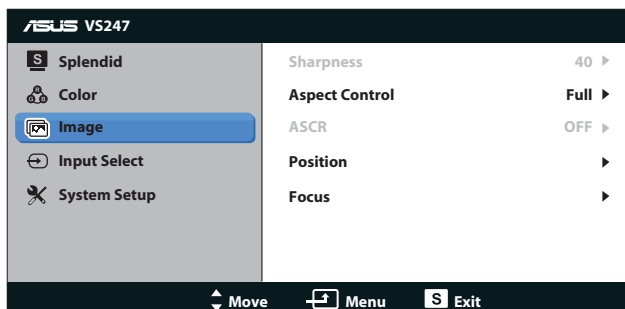 ASUS VS247
S Splendid
Color
Image
Input Select
System Setup
Sharpness 40
Aspect Control Full
ASCR OFF
Position
Focus
Move Menu S Exit